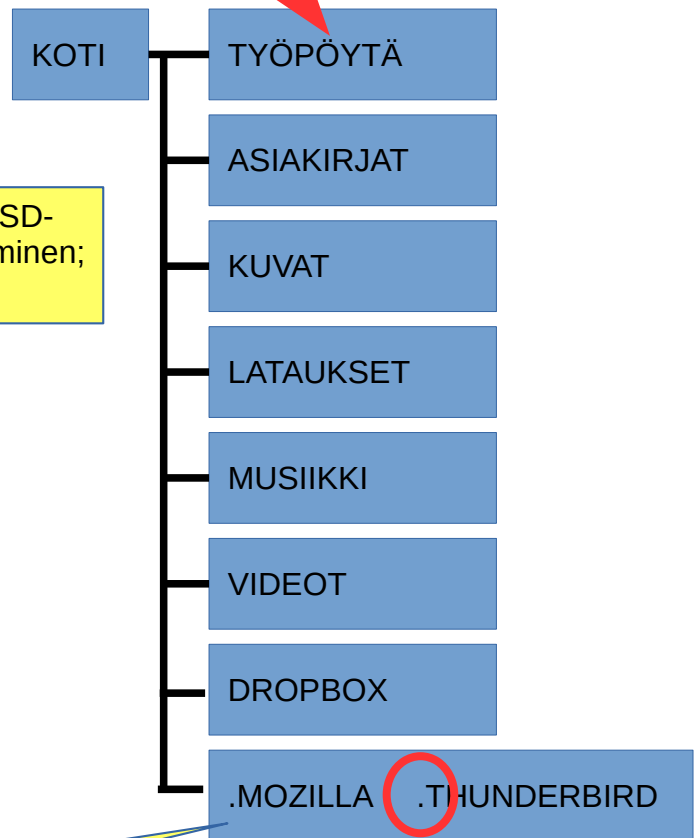 KOTI
TYÖPÖYTÄ
ASIAKIRJAT
SD-
minen;
KUVAT
LATAUKSET
MUSIIKKI
VIDEOT
DROPBOX
.MOZILLA .THUNDERBIRD